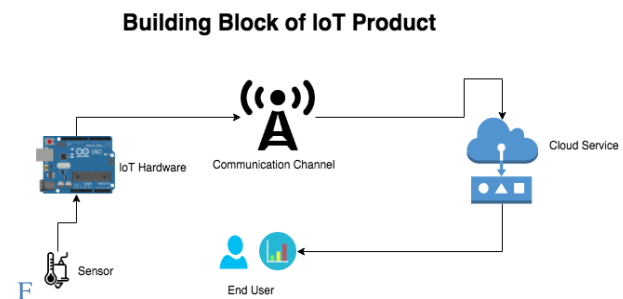 Building Block of IoT Product
IoT Hardware
Communication Channel
Cloud Service
Sensor
End User
F